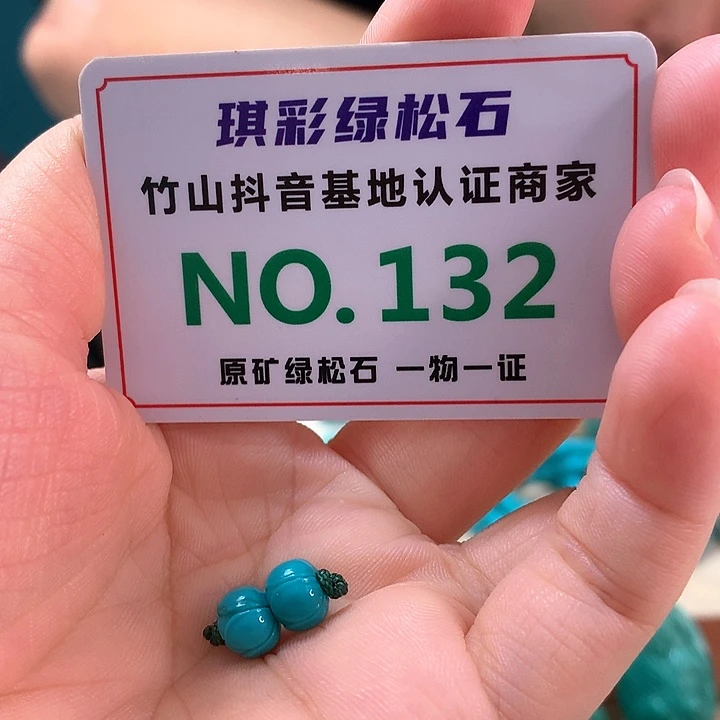 琪彩绿松石
竹山抖音基地认证商家
NO.132
原矿绿松石 一物一证